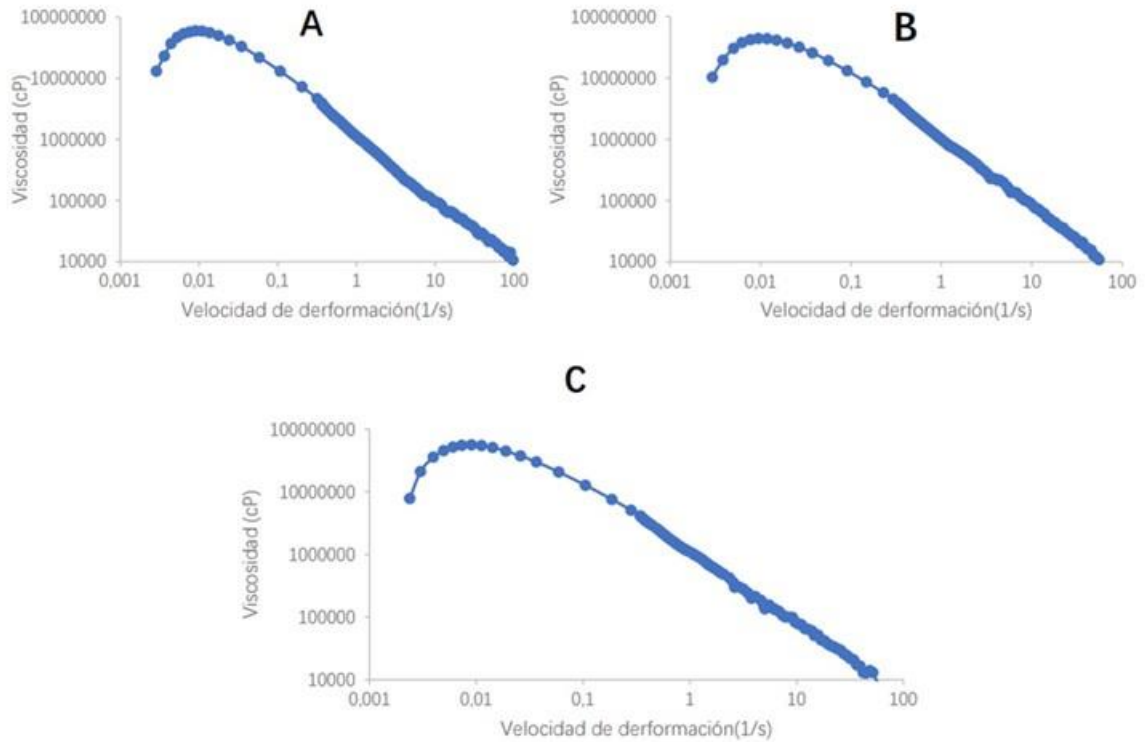 A
Viscosidad (cP)
100000000
10000000
1000000
100000
10000
0,001 0,01 0,1 1 10 100
Velocidad de derformación(1/s)
B
Viscosidad (cP)
100000000
10000000
1000000
100000
10000
0,001 0,01 0,1 1 10 100
Velocidad de derformación(1/s)
C
Viscosidad (cP)
100000000
10000000
1000000
100000
10000
0,001 0,01 0,1 1 10 100
Velocidad de derformación(1/s)